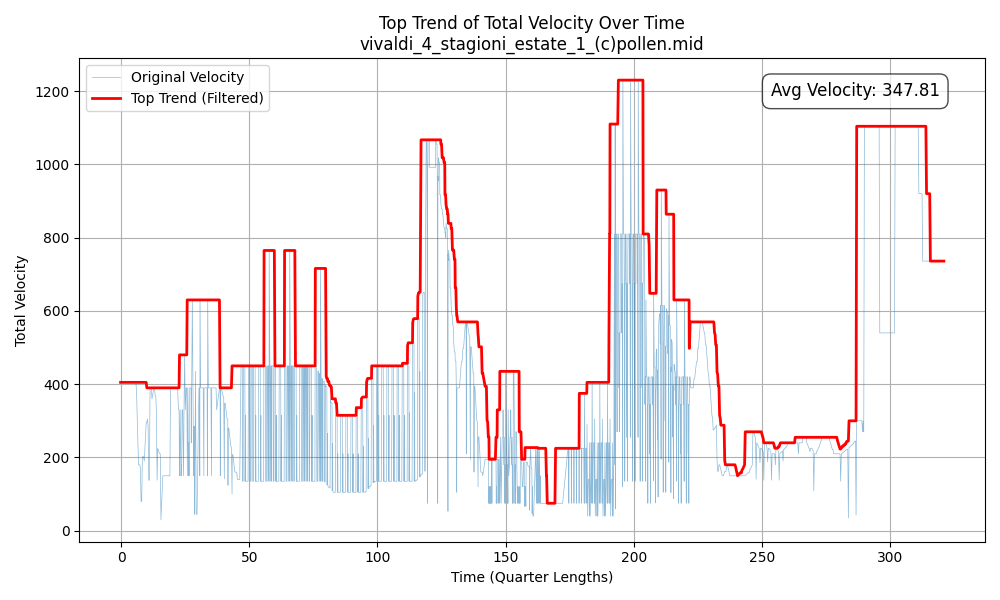 Top Trend of Total Velocity Over Time
vivaldi_4_stagioni_estate_1_(c)pollen.mid
Original Velocity
Top Trend (Filtered)
Avg Velocity: 347.81
Total Velocity
1200
1000
800
600
400
200
0
0 50 100 150 200 250 300
Time (Quarter Lengths)